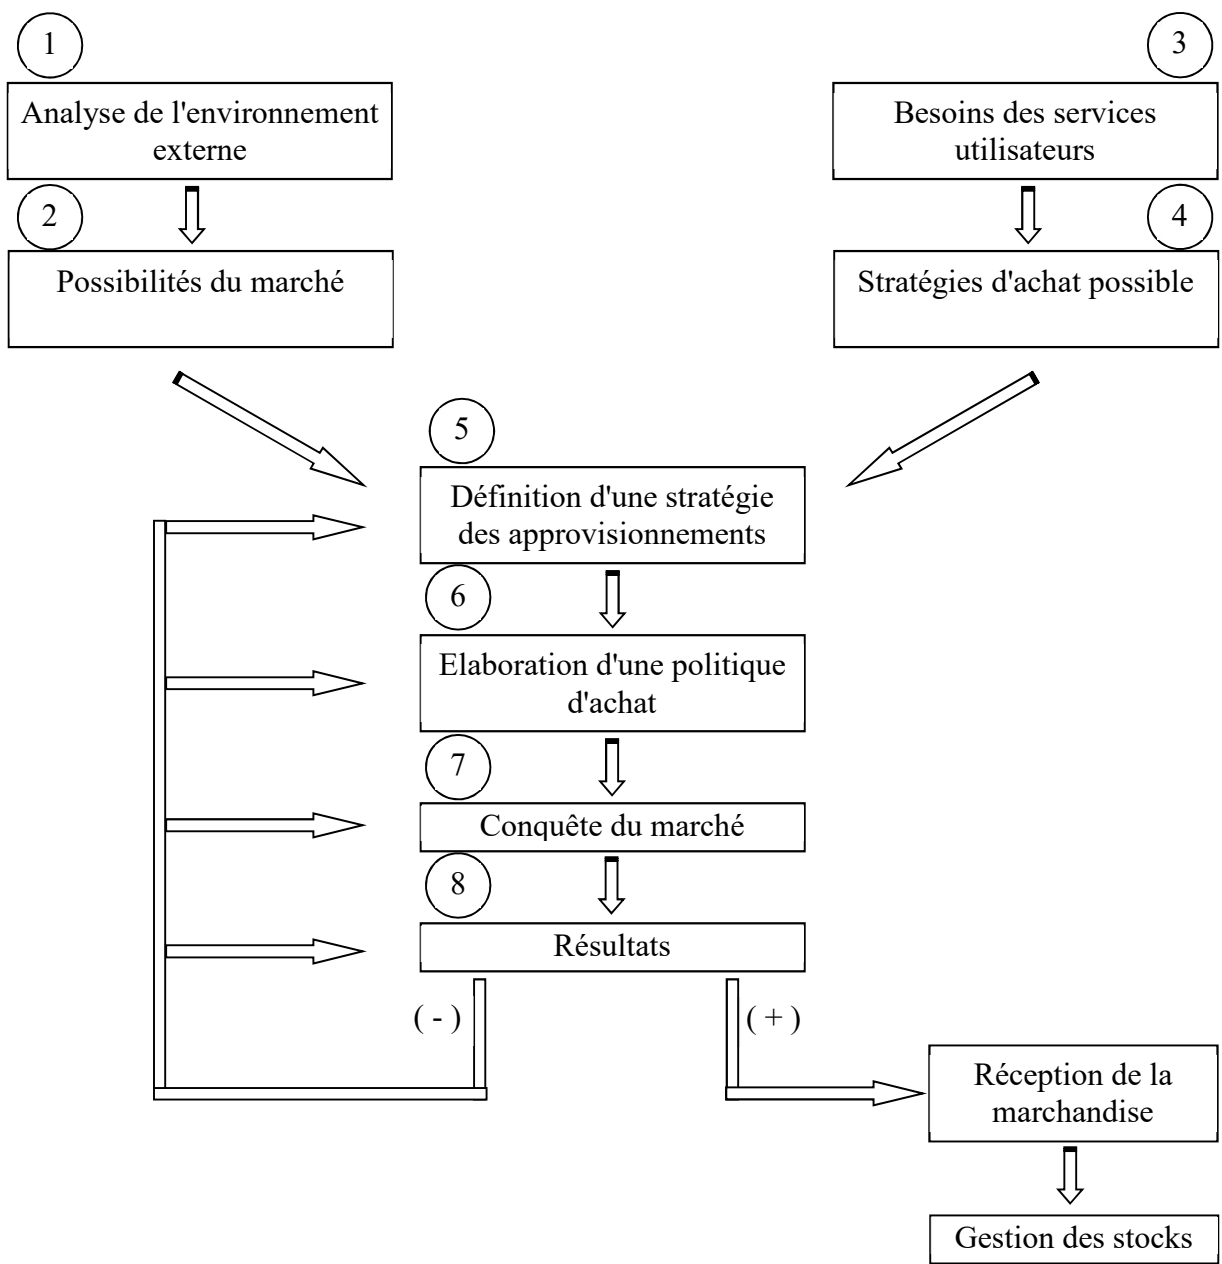 1
Analyse de l'environnement
externe
2
Possibilités du marché
3
Besoins des services
utilisateurs
4
Stratégies d'achat possible
5
Définition d'une stratégie
des approvisionnements
6
Elaboration d'une politique
d'achat
7
Conquête du marché
8
Résultats
( - )
( + )
Réception de la
marchandise
Gestion des stocks